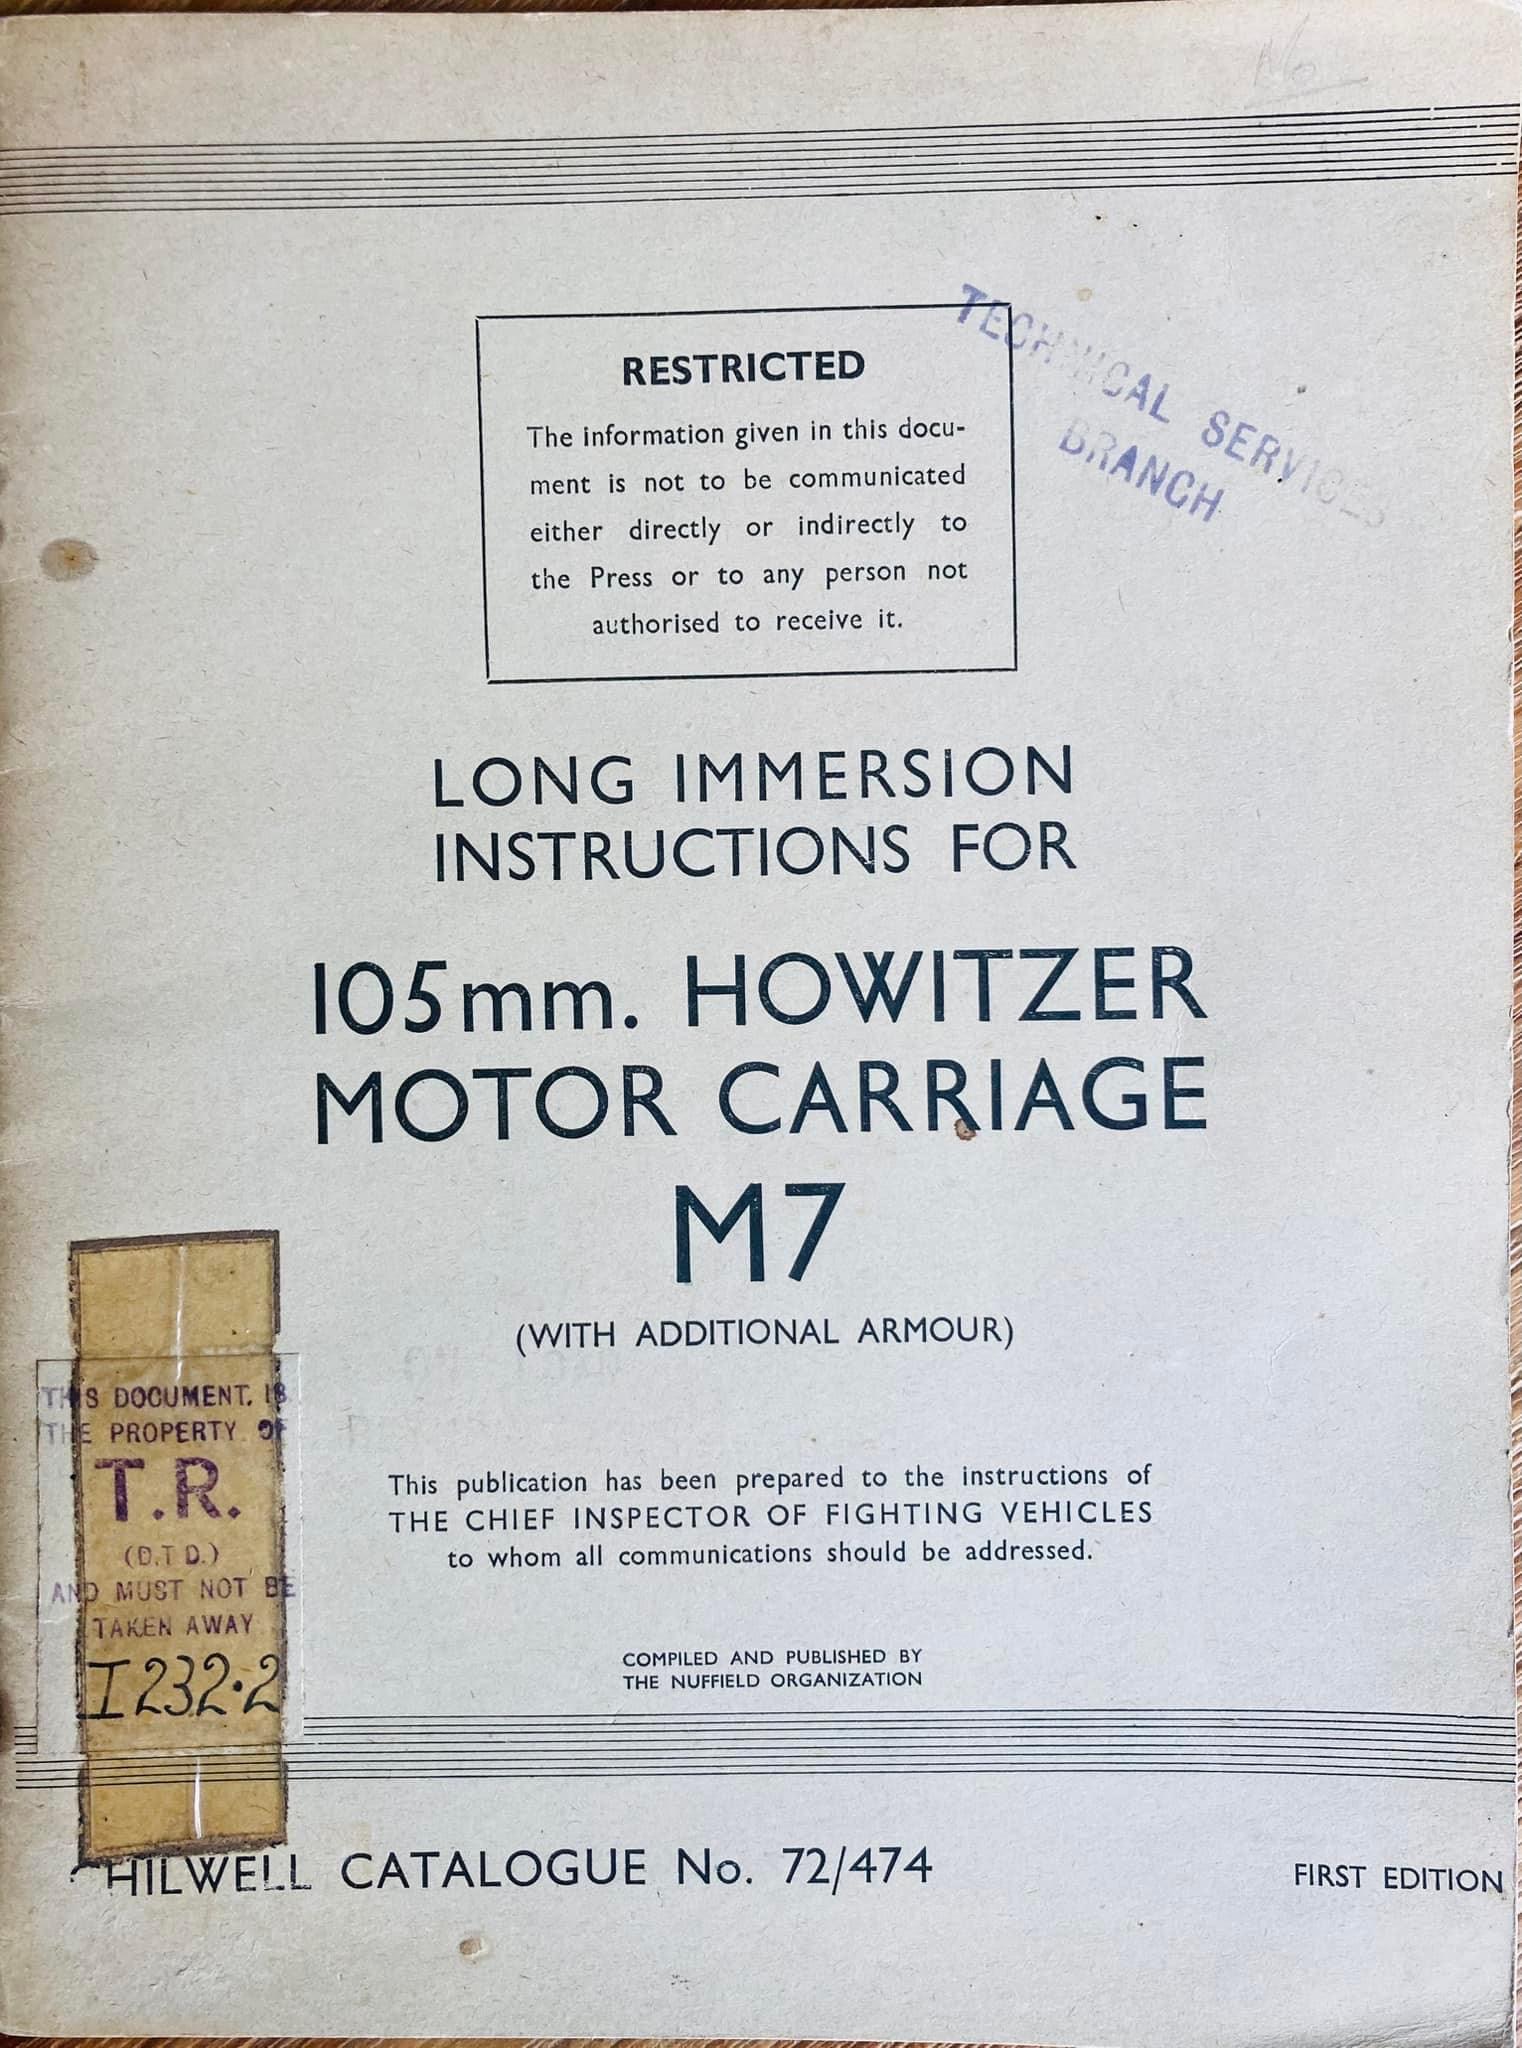 TECHNICAL SERVICES
BRANCH
RESTRICTED
The information given in this docu-
ment is not to be communicated
either directly or indirectly to
the Press or to any person not
authorised to receive it.
LONG IMMERSION
INSTRUCTIONS FOR
105mm. HOWITZER
MOTOR CARRIAGE
M7
(WITH ADDITIONAL ARMOUR)
THIS DOCUMENT IS
THE PROPERTY OF
T.R.
(D.T.D.)
AND MUST NOT BE
TAKEN AWAY
I232.2
This publication has been prepared to the instructions of
THE CHIEF INSPECTOR OF FIGHTING VEHICLES
to whom all communications should be addressed.
COMPILED AND PUBLISHED BY
THE NUFFIELD ORGANIZATION
CHILWELL CATALOGUE No. 72/474
FIRST EDITION